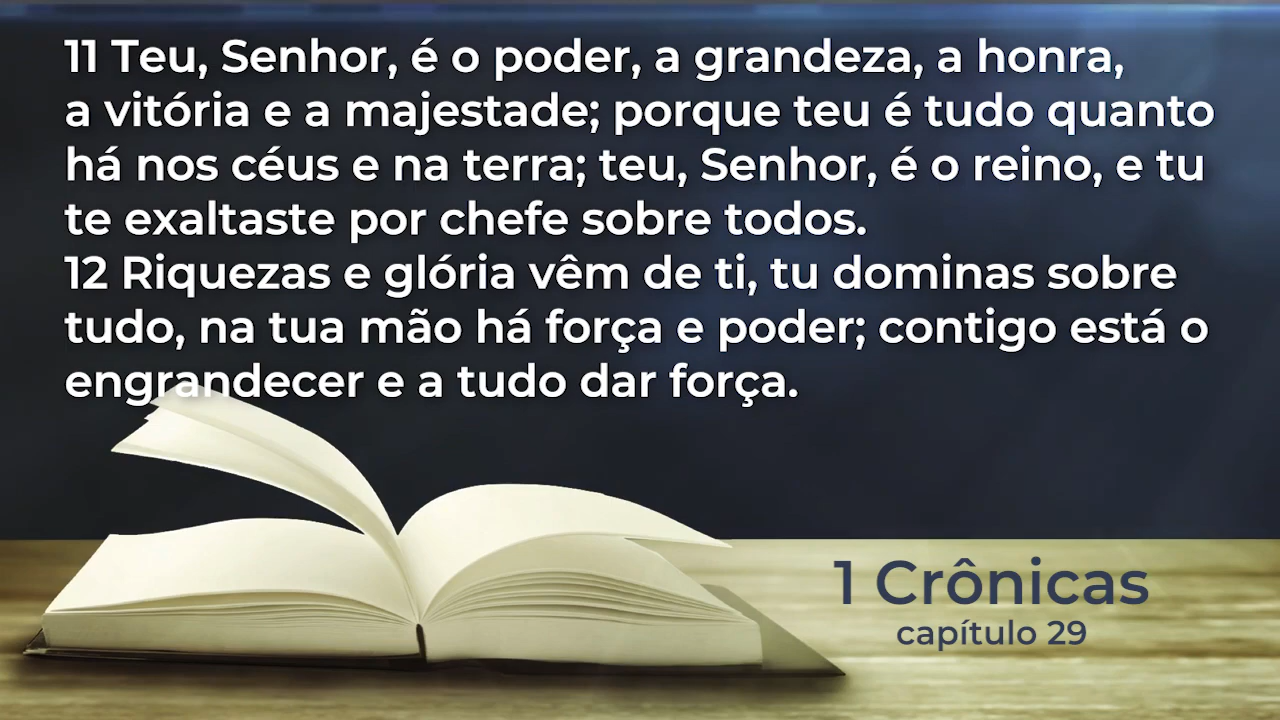 11 Teu, Senhor, é o poder, a grandeza, a honra,
a vitória e a majestade; porque teu é tudo quanto
há nos céus e na terra; teu, Senhor, é o reino, e tu
te exaltaste por chefe sobre todos.
12 Riquezas e glória vêm de ti, tu dominas sobre
tudo, na tua mão há força e poder; contigo está o
engrandecer e a tudo dar força.
1 Crônicas
capítulo 29